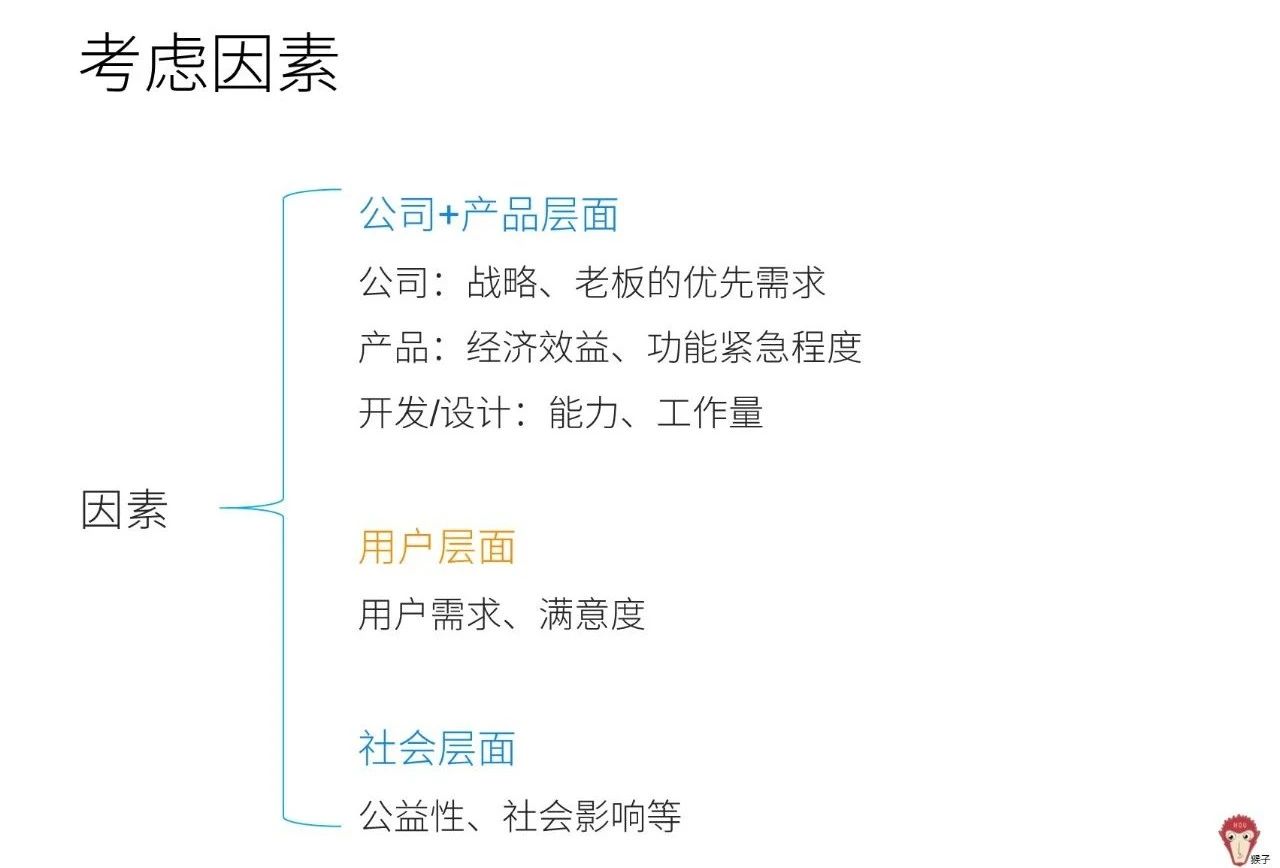 考虑因素
公司+产品层面
公司：战略、老板的优先需求
产品：经济效益、功能紧急程度
开发/设计：能力、工作量
因素
用户层面
用户需求、满意度
社会层面
公益性、社会影响等
HOU
猴子